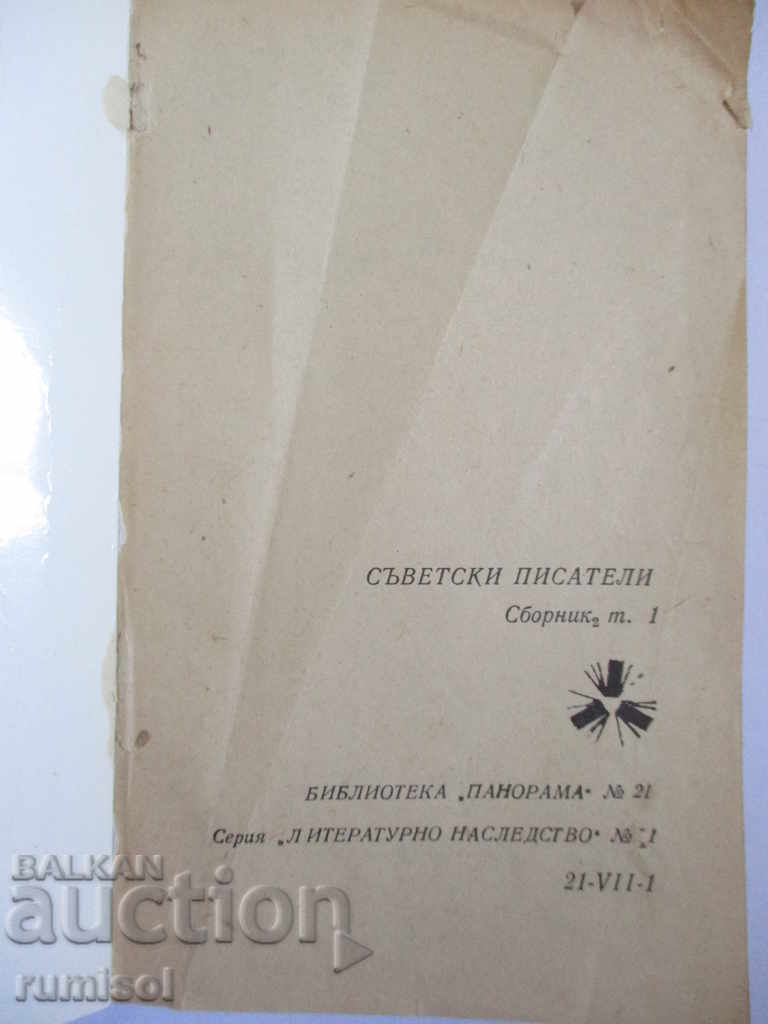 СЪВЕТСКИ ПИСАТЕЛИ
Сборник, т. 1
БИБЛИОТЕКА „ПАНОРАМА“ № 21
Серия „ЛИТЕРАТУРНО НАСЛЕДСТВО“ № 1
21-VII-1
BALKAN
auction
rumisol